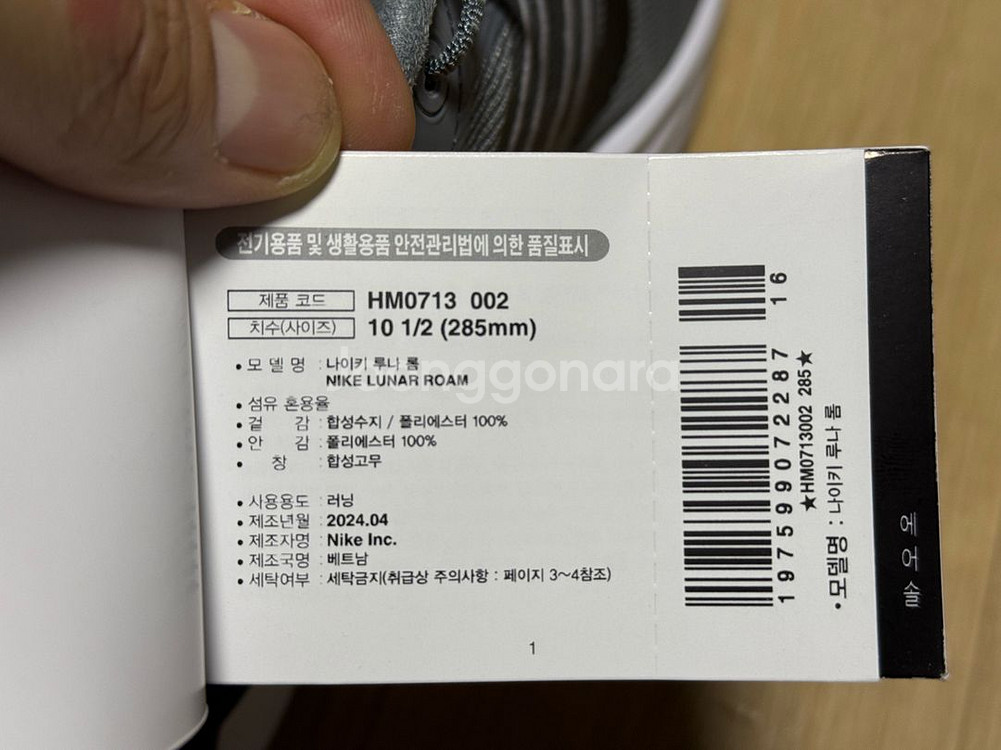 전기용품 및 생활용품 안전관리법에 의한 품질표시
제품 코드 HM0713 002
치수(사이즈) 10 1/2 (285mm)
• 모 델 명 : 나이키 루나 롬
NIKE LUNAR ROAM
• 섬유 혼용율
• 겉 감 : 합성수지 / 폴리에스터 100%
• 안 감 : 폴리에스터 100%
• 창 : 합성고무
• 사용용도 : 러닝
• 제조년월 : 2024.04
• 제조자명 : Nike Inc.
• 제조국명 : 베트남
• 세탁여부 : 세탁금지(취급상 주의사항 : 페이지 3~4참조)
1
16
197599072287
★HM0713002 285★
• 모델명 : 나이키 루나 롬
에어솔
joonggonara